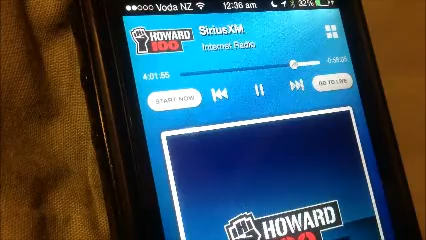 Voda NZ 12:36 am 32%
HOWARD 100
SiriusXM
Internet Radio
4:01:55
START NOW
GO TO LIVE
HOWARD
100